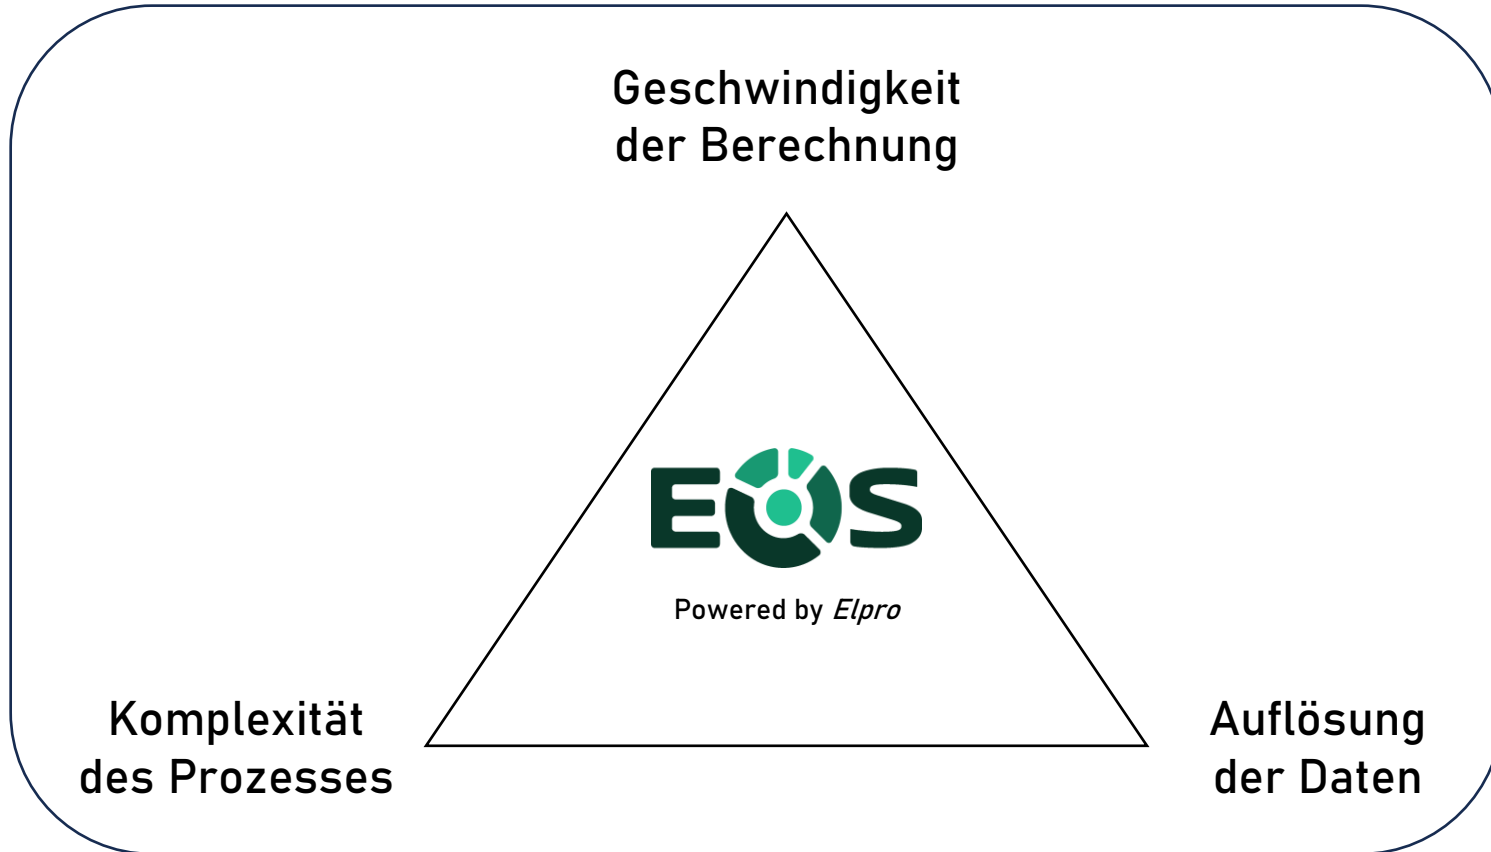 Geschwindigkeit
der Berechnung
EOS
Powered by Elpro
Komplexität
des Prozesses
Auflösung
der Daten